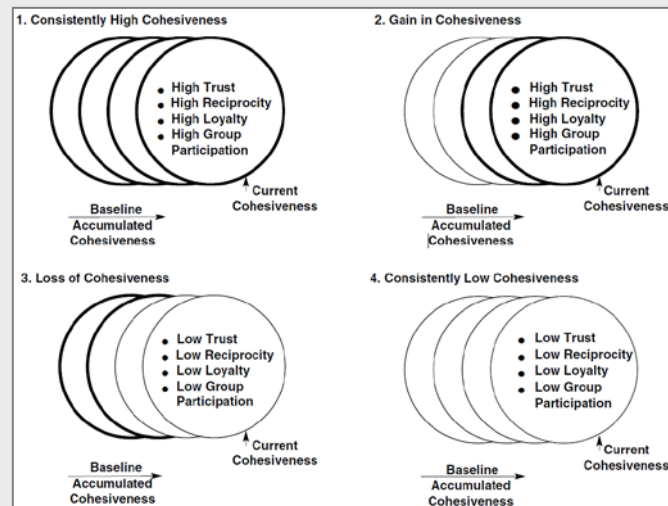 1. Consistently High Cohesiveness
High Trust
High Reciprocity
High Loyalty
High Group
Participation
Current
Cohesiveness
Baseline
Accumulated
Cohesiveness
2. Gain in Cohesiveness
High Trust
High Reciprocity
High Loyalty
High Group
Participation
Current
Cohesiveness
Baseline
Accumulated
Cohesiveness
3. Loss of Cohesiveness
Low Trust
Low Reciprocity
Low Loyalty
Low Group
Participation
Current
Cohesiveness
Baseline
Accumulated
Cohesiveness
4. Consistently Low Cohesiveness
Low Trust
Low Reciprocity
Low Loyalty
Low Group
Participation
Current
Cohesiveness
Baseline
Accumulated
Cohesiveness